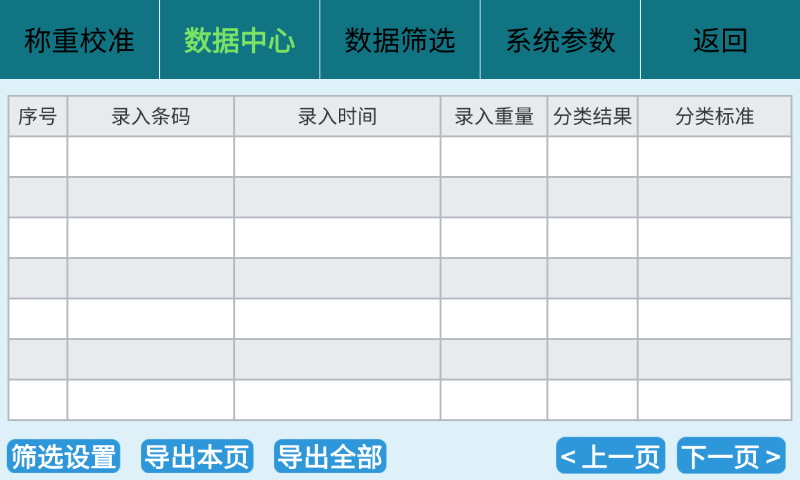 称重校准 数据中心 数据筛选 系统参数 返回
序号 录入条码 录入时间 录入重量 分类结果 分类标准
筛选设置 导出本页 导出全部 < 上一页 下一页 >